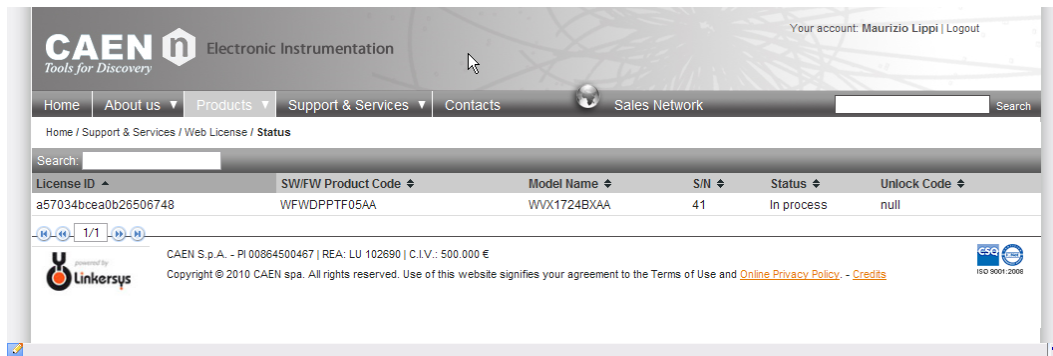 Your account: Maurizio Lippi | Logout
CAEN n Electronic Instrumentation
Tools for Discovery
Home About us ▼ Products ▼ Support & Services ▼ Contacts Sales Network Search
Home / Support & Services / Web License / Status
Search:
License ID SW/FW Product Code Model Name S/N Status Unlock Code
a57034bcea0b26506748 WFWDPPTF05AA WVX1724BXAA 41 In process null
1/1
CAEN S.p.A. - PI 00864500467 | REA: LU 102690 | C.I.V.: 500.000 €
powered by
Linkersys
Copyright © 2010 CAEN spa. All rights reserved. Use of this website signifies your agreement to the Terms of Use and Online Privacy Policy. - Credits
CSQ
ISO 9001:2008